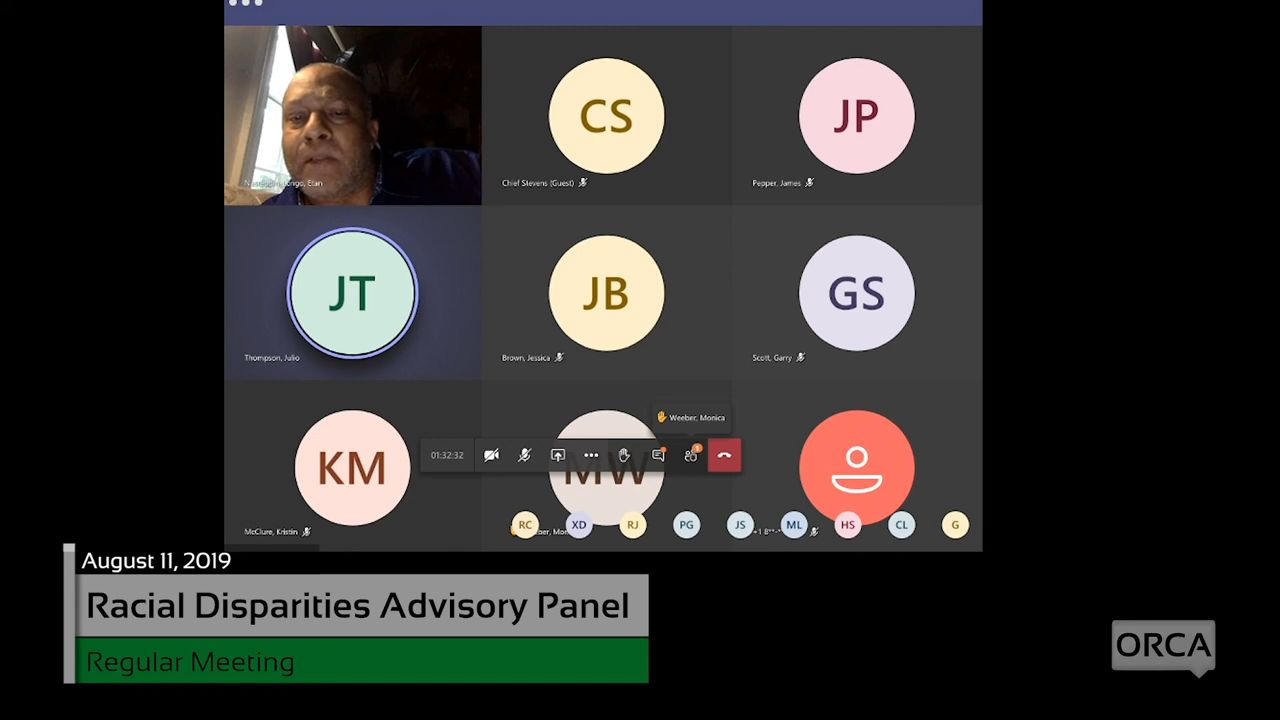 CS
JP
Etan
Chief Stevens (Guest)
Pepper, James
JT
JB
GS
Thompson, Julio
Brown, Jessica
Scott, Garry
Weeber, Monica
KM
MW
01:32:32
RC
XD
RJ
PG
JS
ML
HS
CL
G
McClure, Kristin
August 11, 2019
Racial Disparities Advisory Panel
Regular Meeting
ORCA